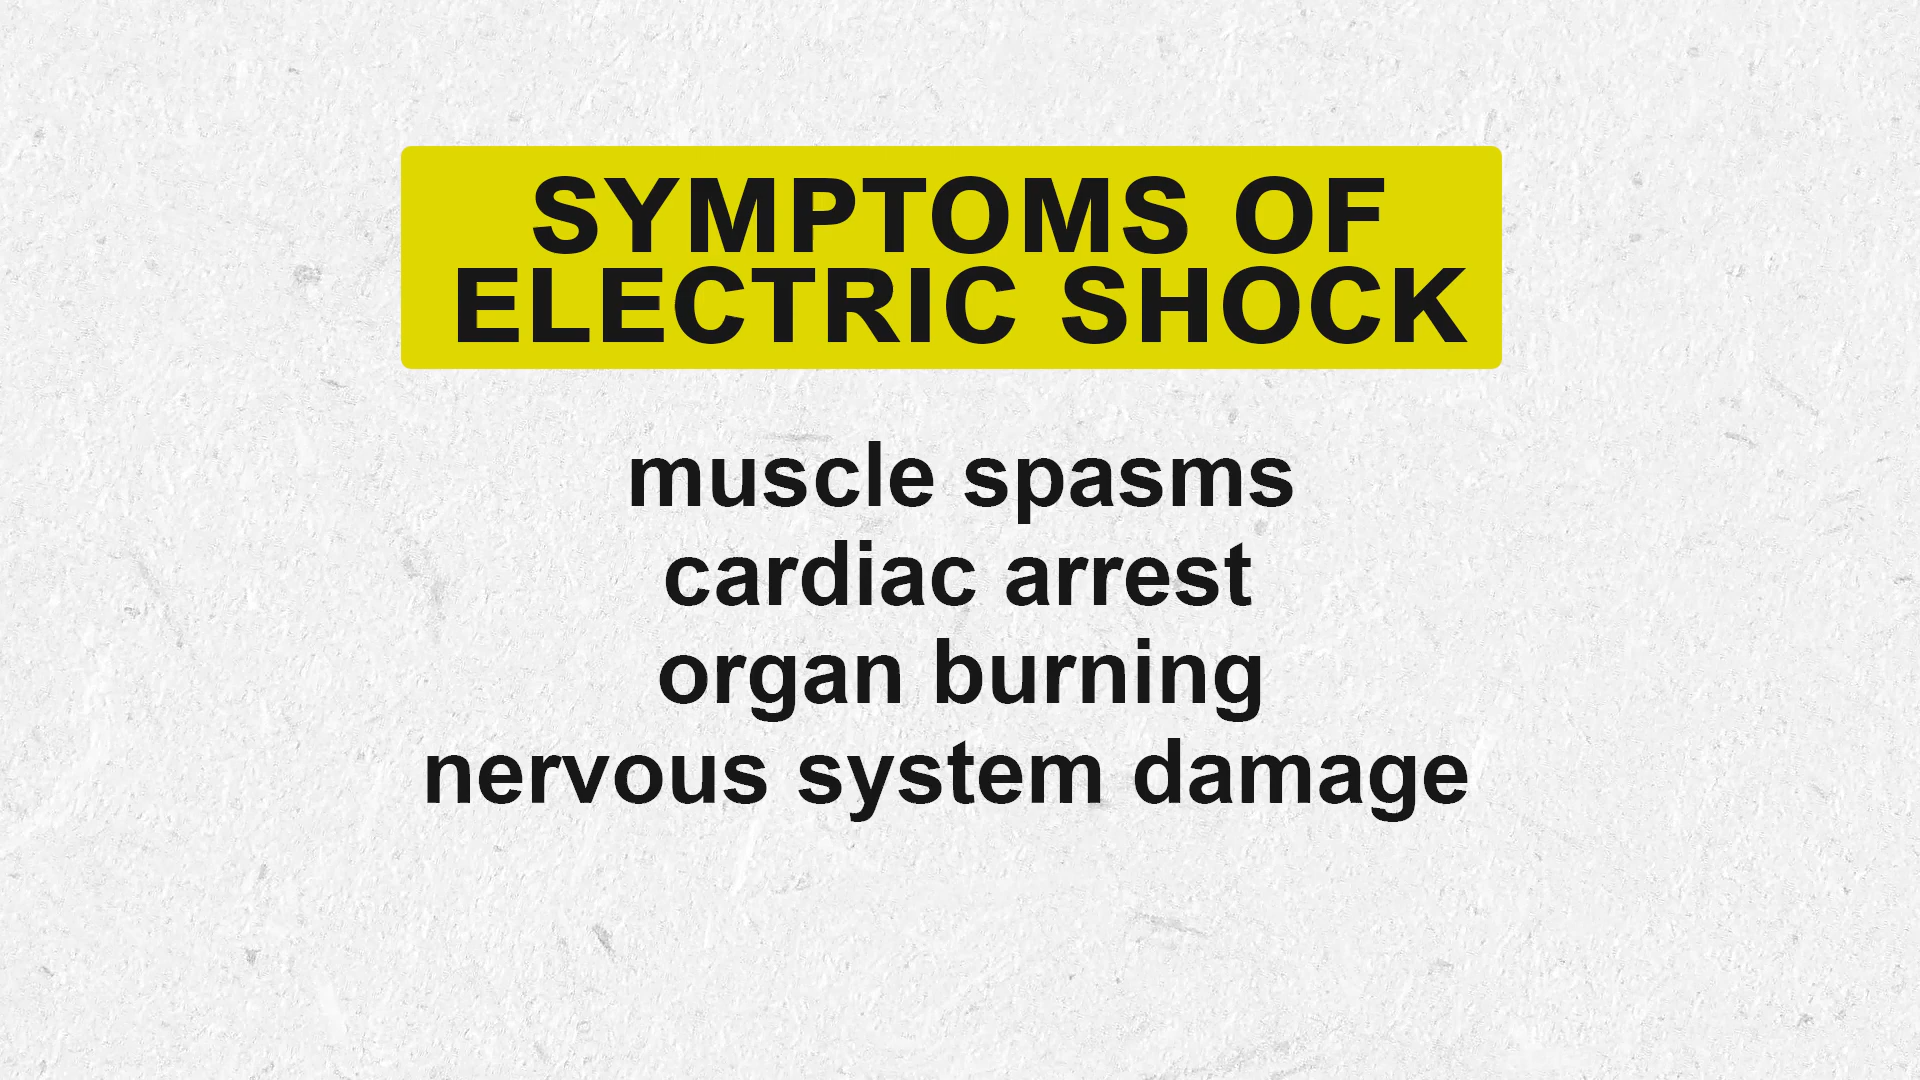 SYMPTOMS OF
ELECTRIC SHOCK
muscle spasms
cardiac arrest
organ burning
nervous system damage